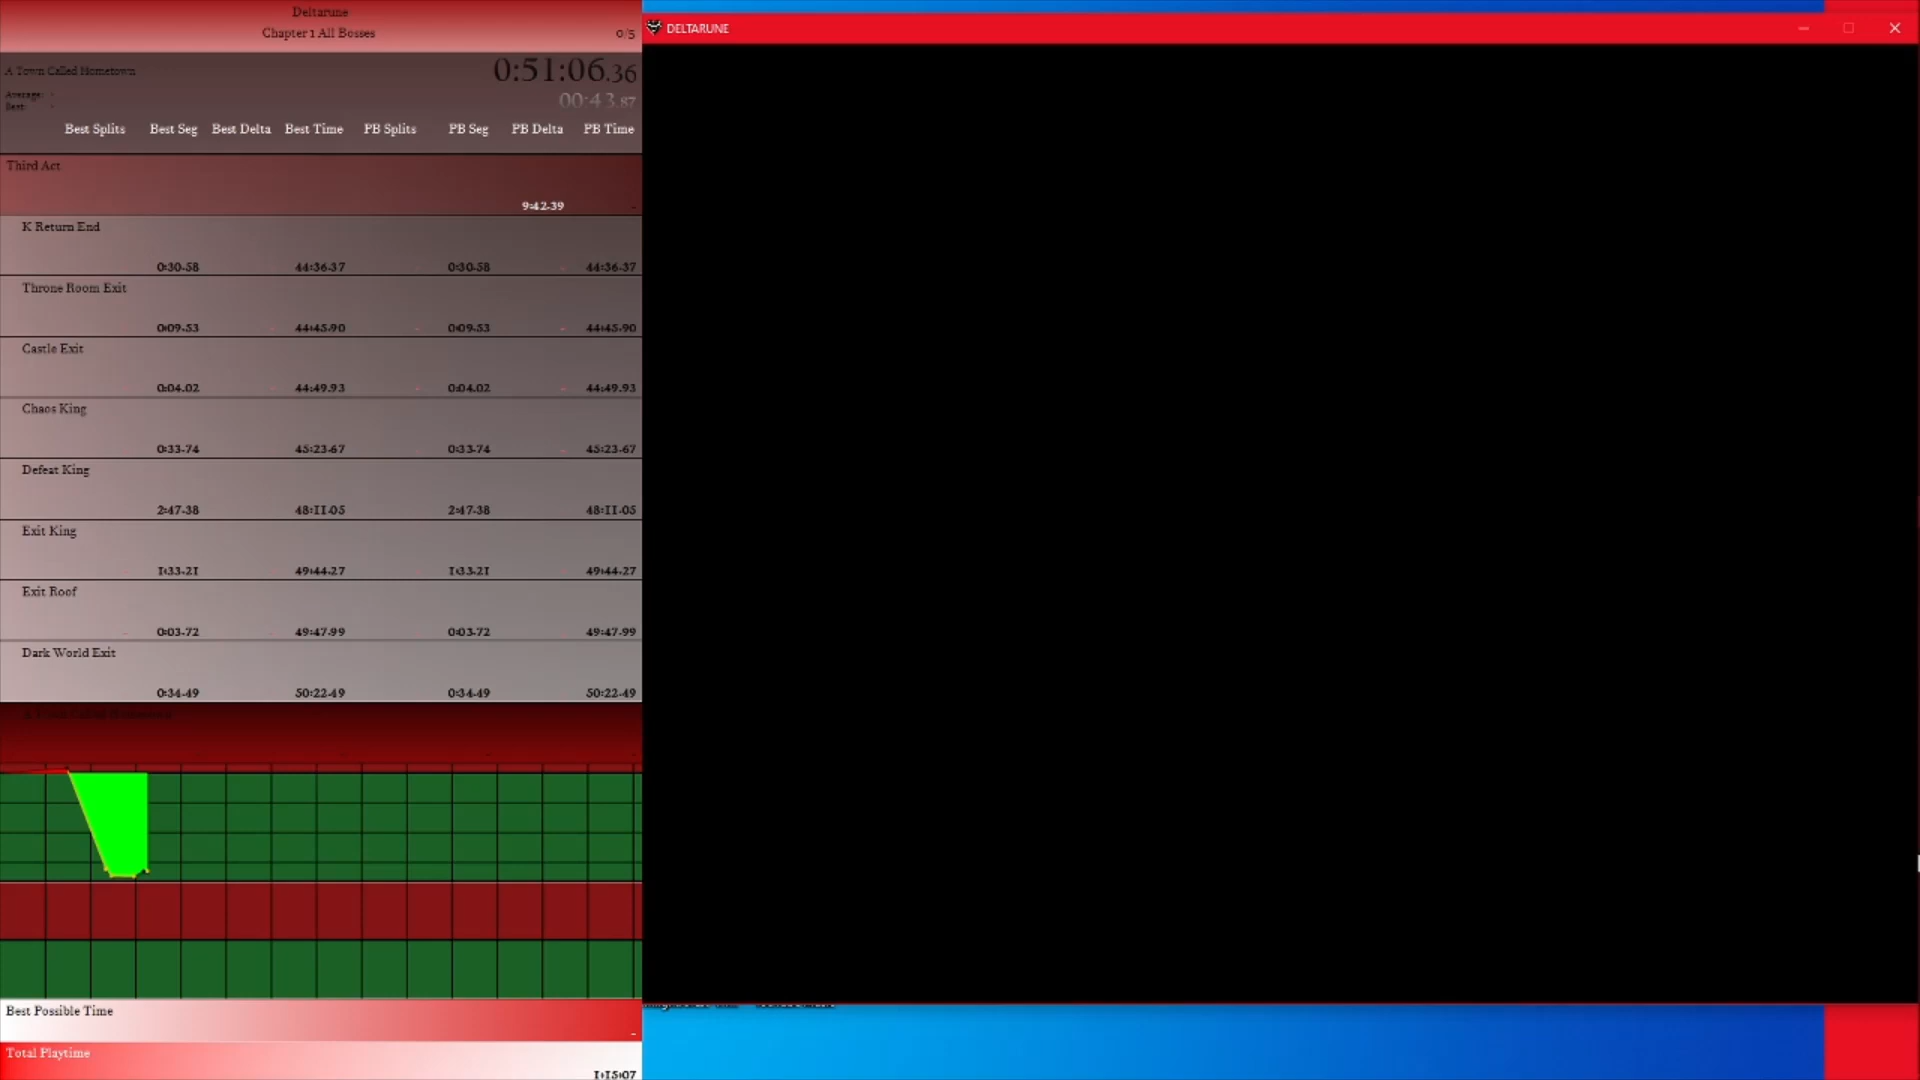 Deltarune
Chapter 1 All Bosses
0/5
DELTARUNE
A Town Called Hometown
0:51:06.36
Average: -
Best: -
00:43.87
Best Splits Best Seg Best Delta Best Time PB Splits PB Seg PB Delta PB Time
Third Act
9:42.39 -
K Return End
0:30.58 44:36.37 - 0:30.58 - 44:36.37
Throne Room Exit
0:09.53 - 44:45.90 - 0:09.53 - 44:45.90
Castle Exit
0:04.02 - 44:49.93 - 0:04.02 - 44:49.93
Chaos King
0:33.74 45:23.67 0:33.74 - 45:23.67
Defeat King
2:47.38 48:11.05 2:47.38 48:11.05
Exit King
1:33.21 49:44.27 1:33.21 49:44.27
Exit Roof
0:03.72 49:47.99 0:03.72 49:47.99
Dark World Exit
0:34.49 50:22.49 0:34.49 50:22.49
A Town Called Hometown
Best Possible Time
-
Total Playtime
1:15:07